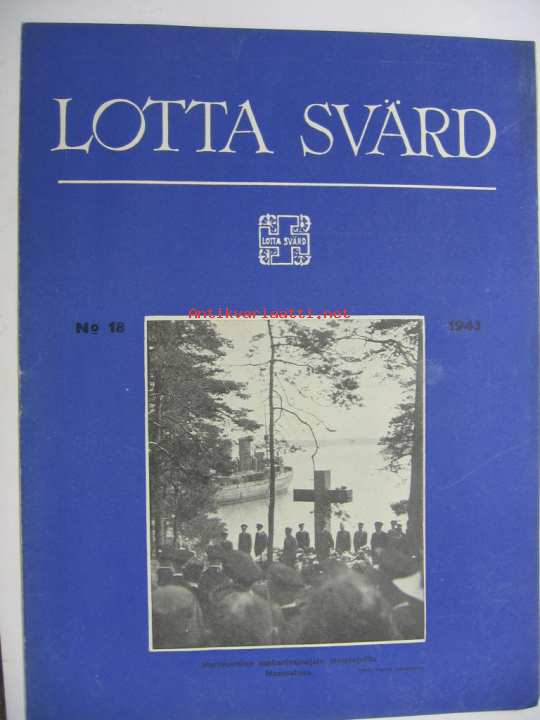 LOTTA SVÄRD
LOTTA SVÄRD
Antikvariaatti.net
No 18
1943